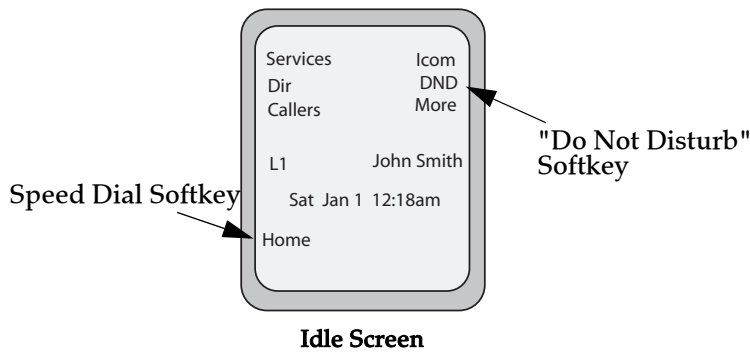 Services Icom
Dir DND
Callers More
"Do Not Disturb"
Softkey
L1 John Smith
Speed Dial Softkey
Sat Jan 1 12:18am
Home
Idle Screen